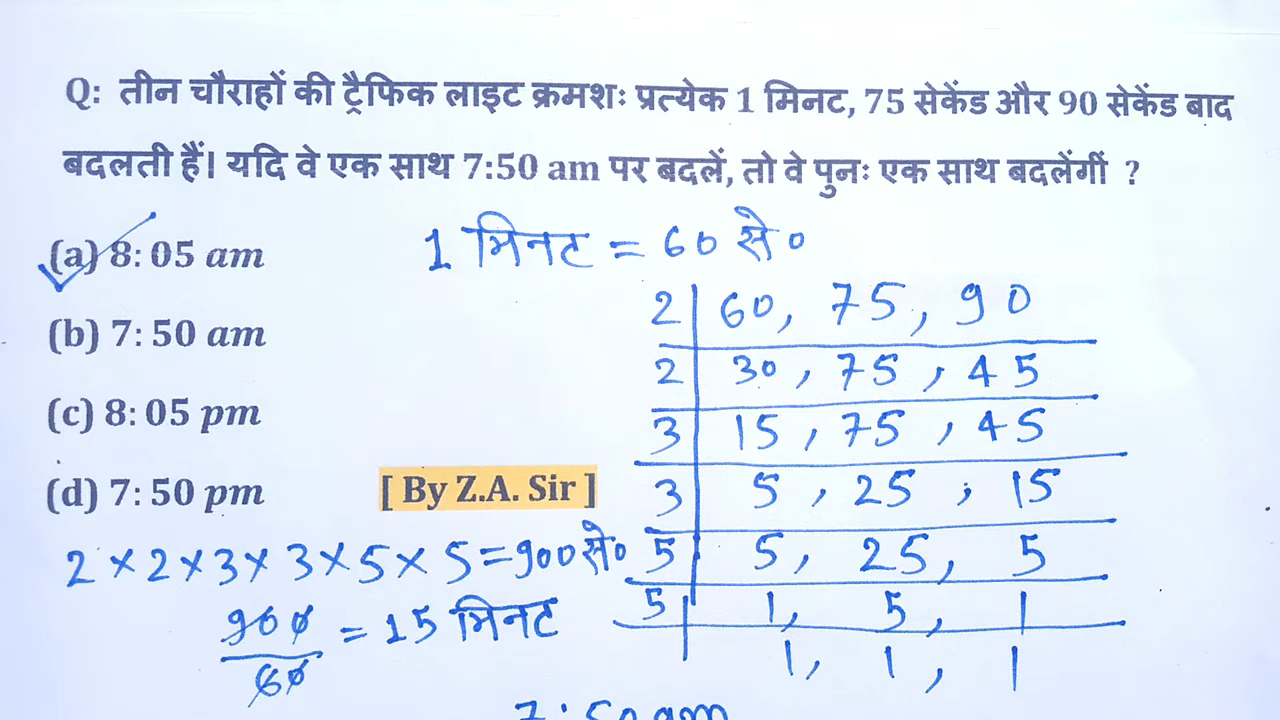 Q: तीन चौराहों की ट्रैफिक लाइट क्रमशः प्रत्येक 1 मिनट, 75 सेकेंड और 90 सेकेंड बाद
बदलती हैं। यदि वे एक साथ 7:50 am पर बदलें, तो वे पुनः एक साथ बदलेंगीं ?
(a) 8: 05 am
(b) 7: 50 am
(c) 8: 05 pm
(d) 7: 50 pm
[ By Z.A. Sir ]
1 मिनट = 60 से०
2 | 60, 75, 90
2 | 30, 75, 45
3 | 15, 75, 45
3 | 5, 25, 15
5 | 5, 25, 5
5 | 1, 5, 1
1, 1, 1
2 × 2 × 3 × 3 × 5 × 5 = 900 से०
900
60
= 15 मिनट
7:50 am